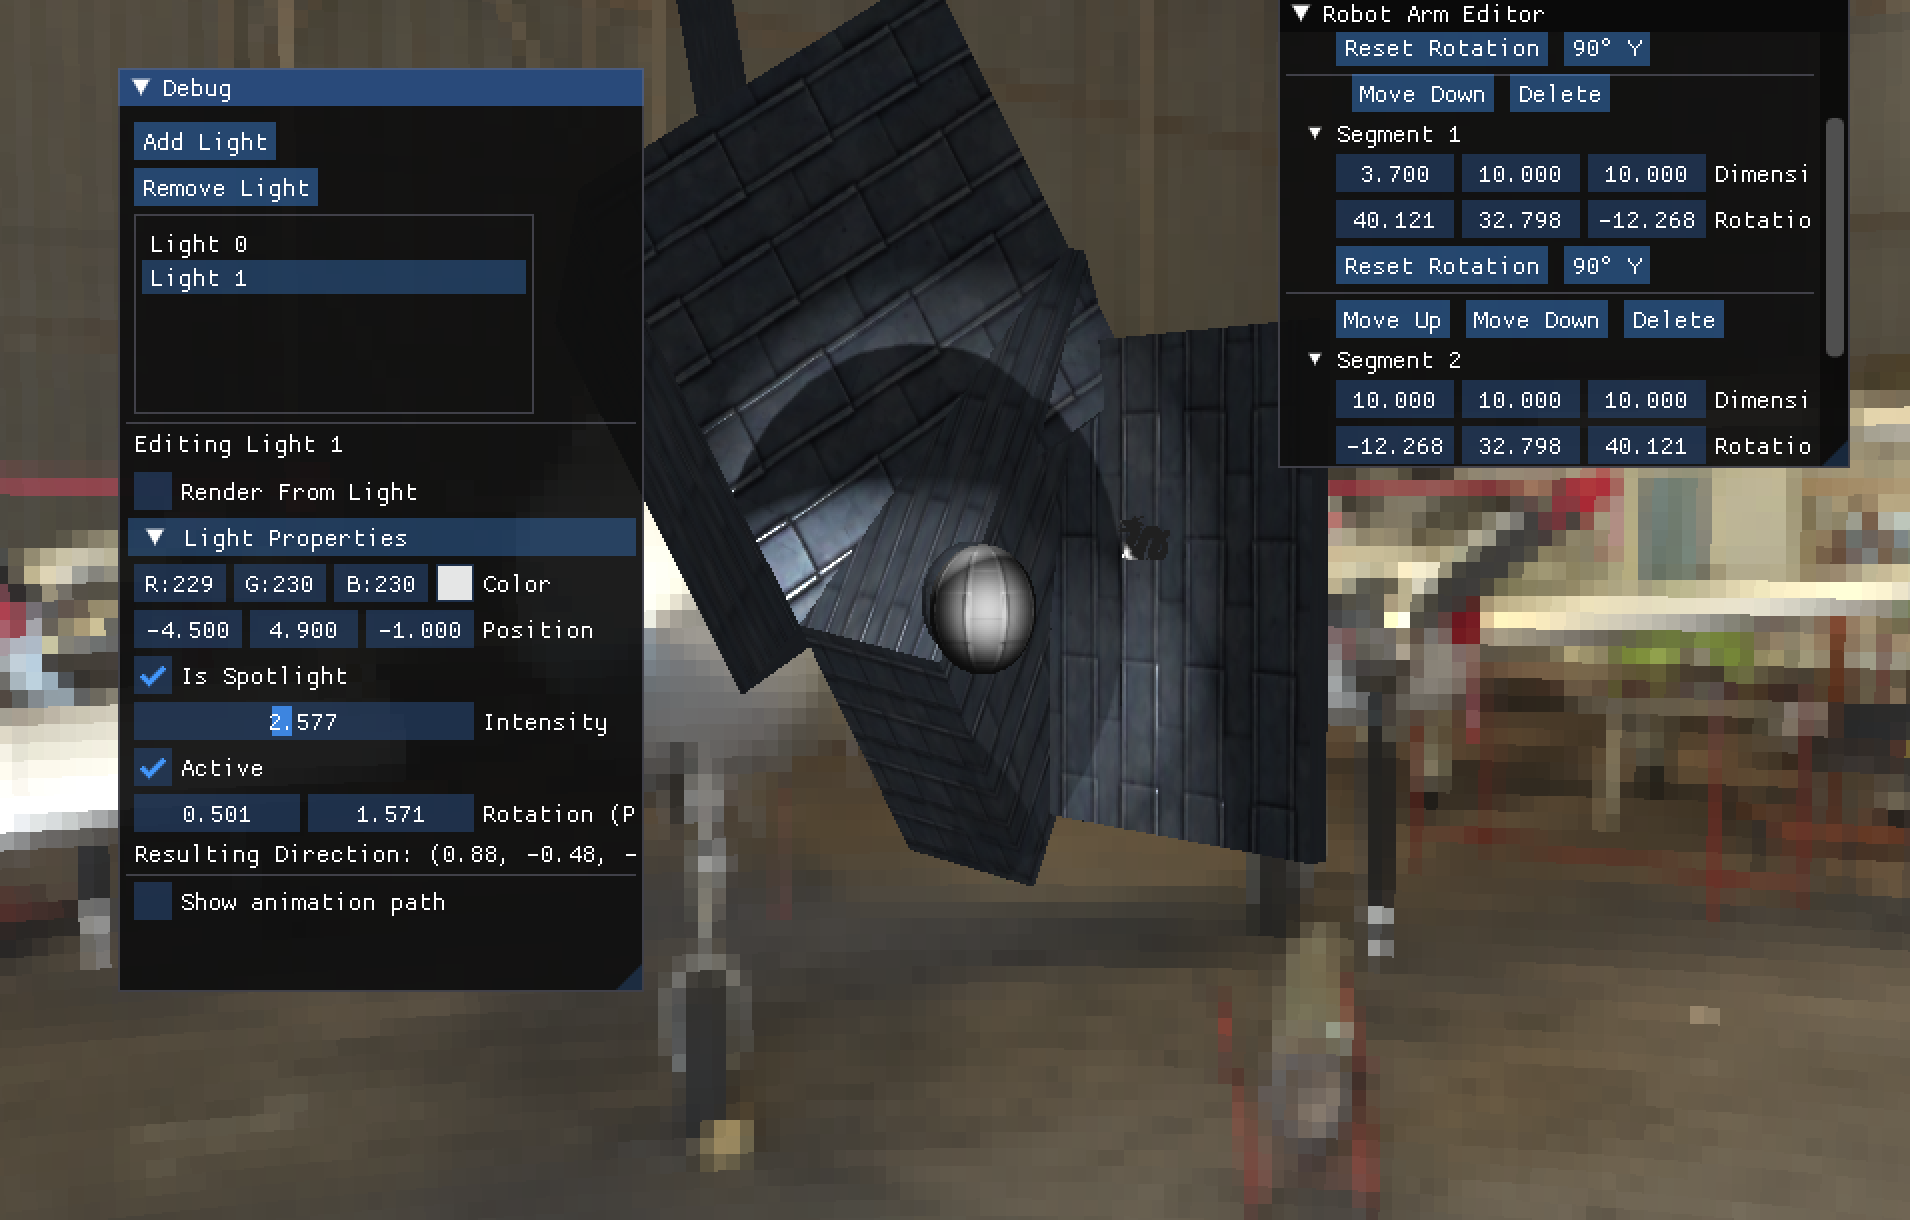 Debug
Add Light
Remove Light
Light 0
Light 1
Editing Light 1
Render From Light
Light Properties
R:229 G:230 B:230 Color
-4.500 4.900 -1.000 Position
Is Spotlight
2.577 Intensity
Active
0.501 1.571 Rotation (P
Resulting Direction: (0.88, -0.48, -
Show animation path
Robot Arm Editor
Reset Rotation 90° Y
Move Down Delete
Segment 1
3.700 10.000 10.000 Dimensi
40.121 32.798 -12.268 Rotatio
Reset Rotation 90° Y
Move Up Move Down Delete
Segment 2
10.000 10.000 10.000 Dimensi
-12.268 32.798 40.121 Rotatio